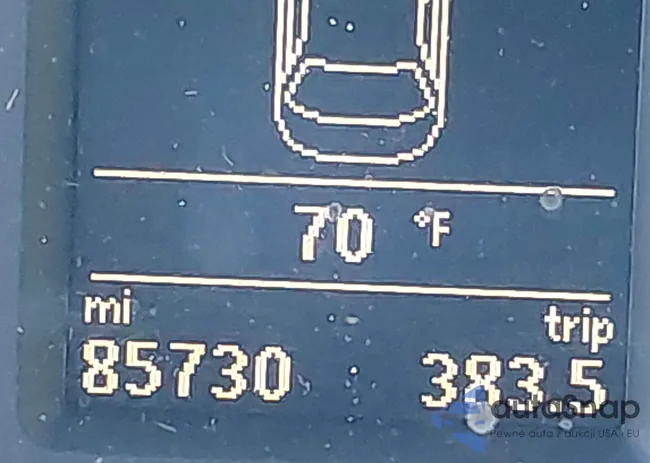 70 °F
mi trip
85730 383.5
autoSnap
Pewne auta z aukcji USA i EU